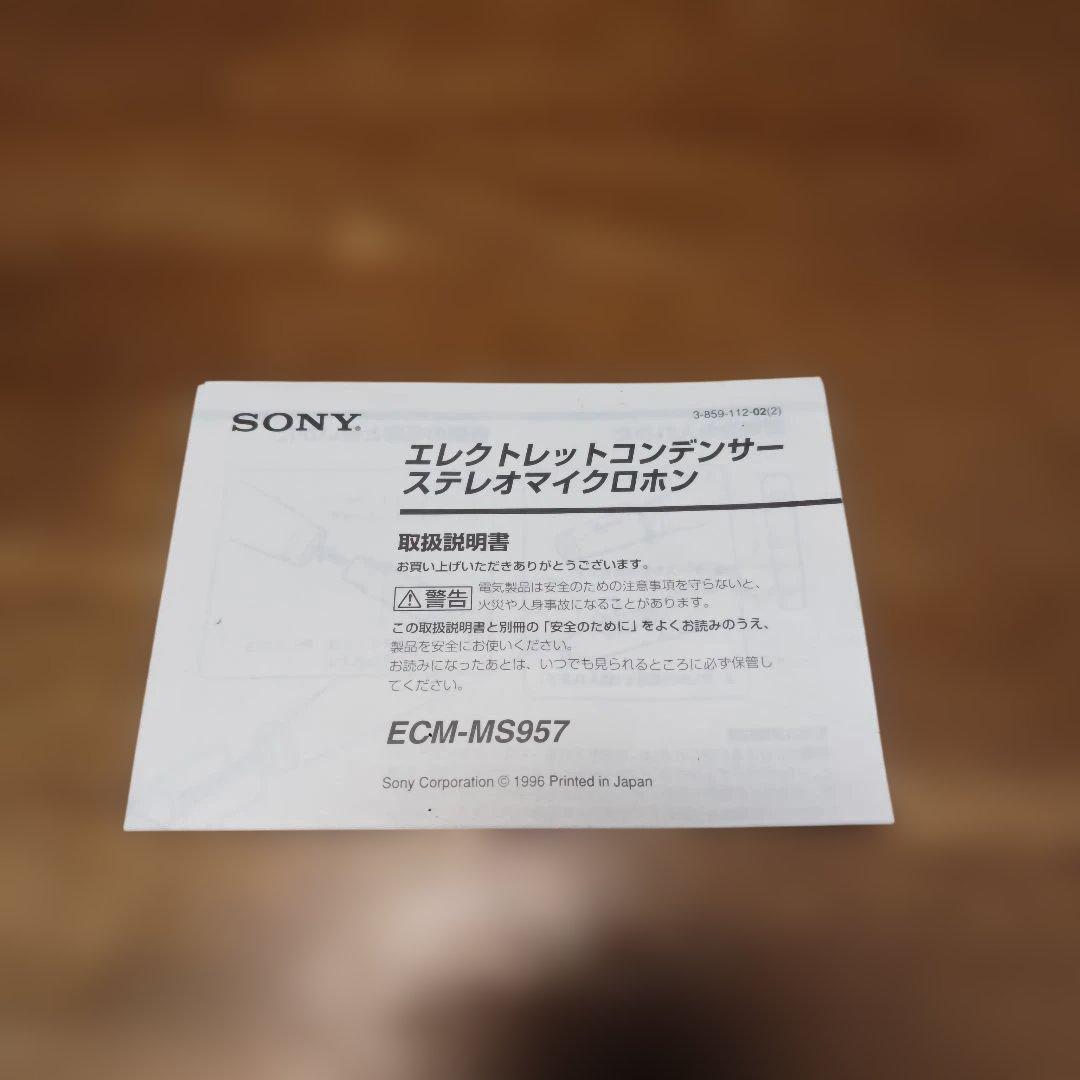 SONY®
3-859-112-02(2)
エレクトレットコンデンサー
ステレオマイクロホン
取扱説明書
お買い上げいただきありがとうございます。
⚠警告
電気製品は安全のための注意事項を守らないと、
火災や人身事故になることがあります。
この取扱説明書と別冊の「安全のために」をよくお読みのうえ、
製品を安全にお使いください。
お読みになったあとは、いつでも見られるところに必ず保管し
てください。
ECM-MS957
Sony Corporation © 1996 Printed in Japan